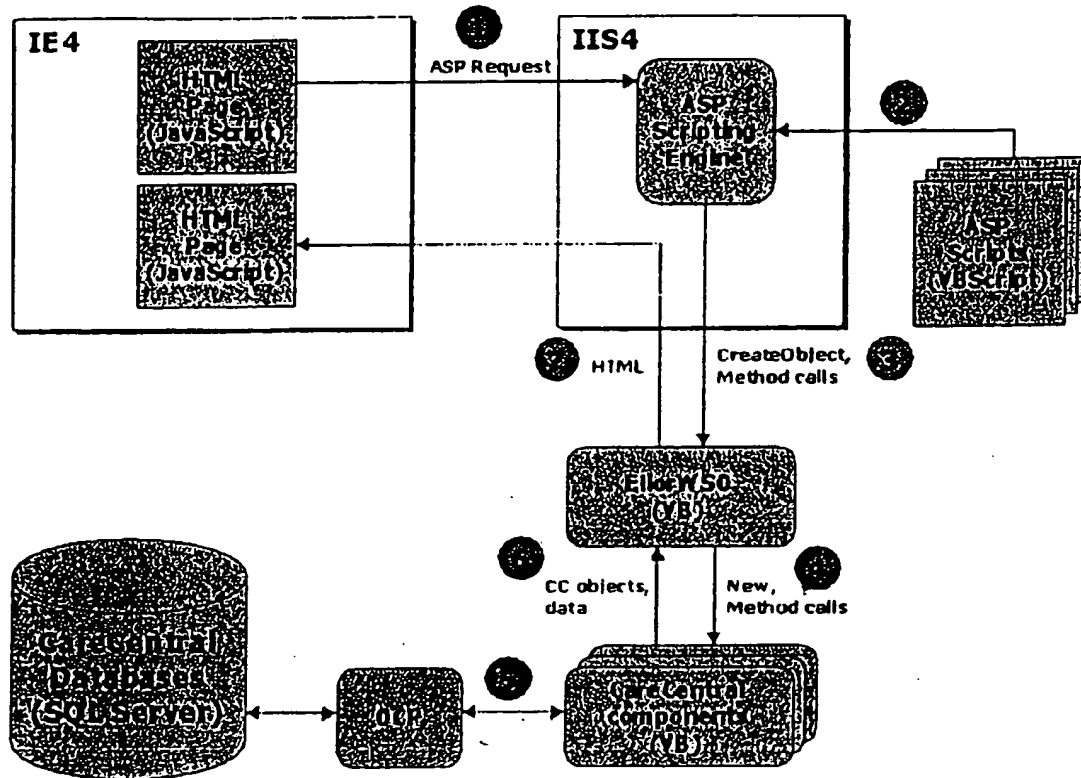 IE4
HTML
Page
(JavaScript)
HTML
Page
(JavaScript)
ASP Request
IIS4
ASP
Scripting
Engine
ASP
Scripts
(VBScript)
HTML
CreateObject,
Method calls
(VB)
CC objects,
data
New,
Method calls
CareCentral
Databases
(SQL Server)
CareCentral
components
(VB)